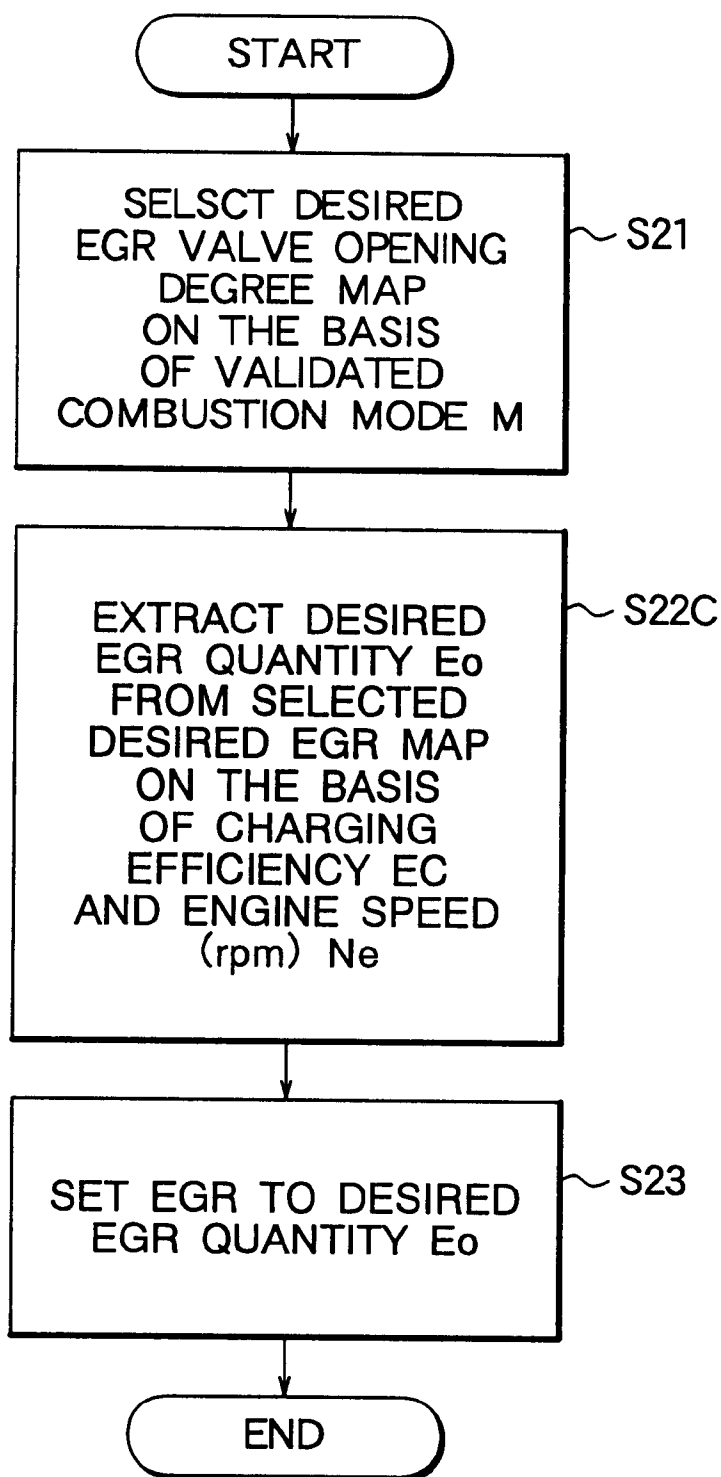 START
SELSCT DESIRED
EGR VALVE OPENING
DEGREE MAP
ON THE BASIS
OF VALIDATED
COMBUSTION MODE M
S21
EXTRACT DESIRED
EGR QUANTITY Eo
FROM SELECTED
DESIRED EGR MAP
ON THE BASIS
OF CHARGING
EFFICIENCY EC
AND ENGINE SPEED
(rpm) Ne
S22C
SET EGR TO DESIRED
EGR QUANTITY Eo
S23
END